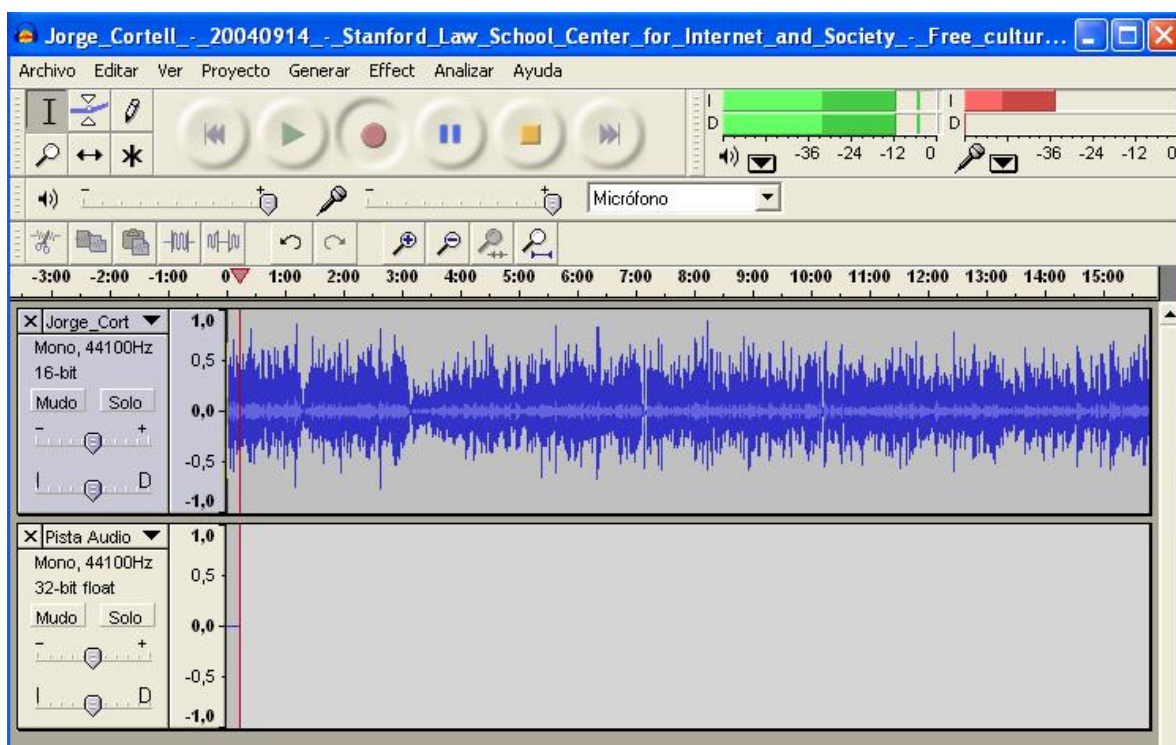 Jorge_Cortell_-_20040914_-_Stanford_Law_School_Center_for_Internet_and_Society_-_Free_cultur...
Archivo Editar Ver Proyecto Generar Effect Analizar Ayuda
I I
D D
-36 -24 -12 0 -36 -24 -12 0
Micrófono
-3:00 -2:00 -1:00 0 1:00 2:00 3:00 4:00 5:00 6:00 7:00 8:00 9:00 10:00 11:00 12:00 13:00 14:00 15:00
X Jorge_Cort 1,0
Mono, 44100Hz
16-bit 0,5
Mudo Solo 0,0
- +
-0,5
I D
-1,0
X Pista Audio 1,0
Mono, 44100Hz
32-bit float 0,5
Mudo Solo 0,0
- +
-0,5
I D
-1,0